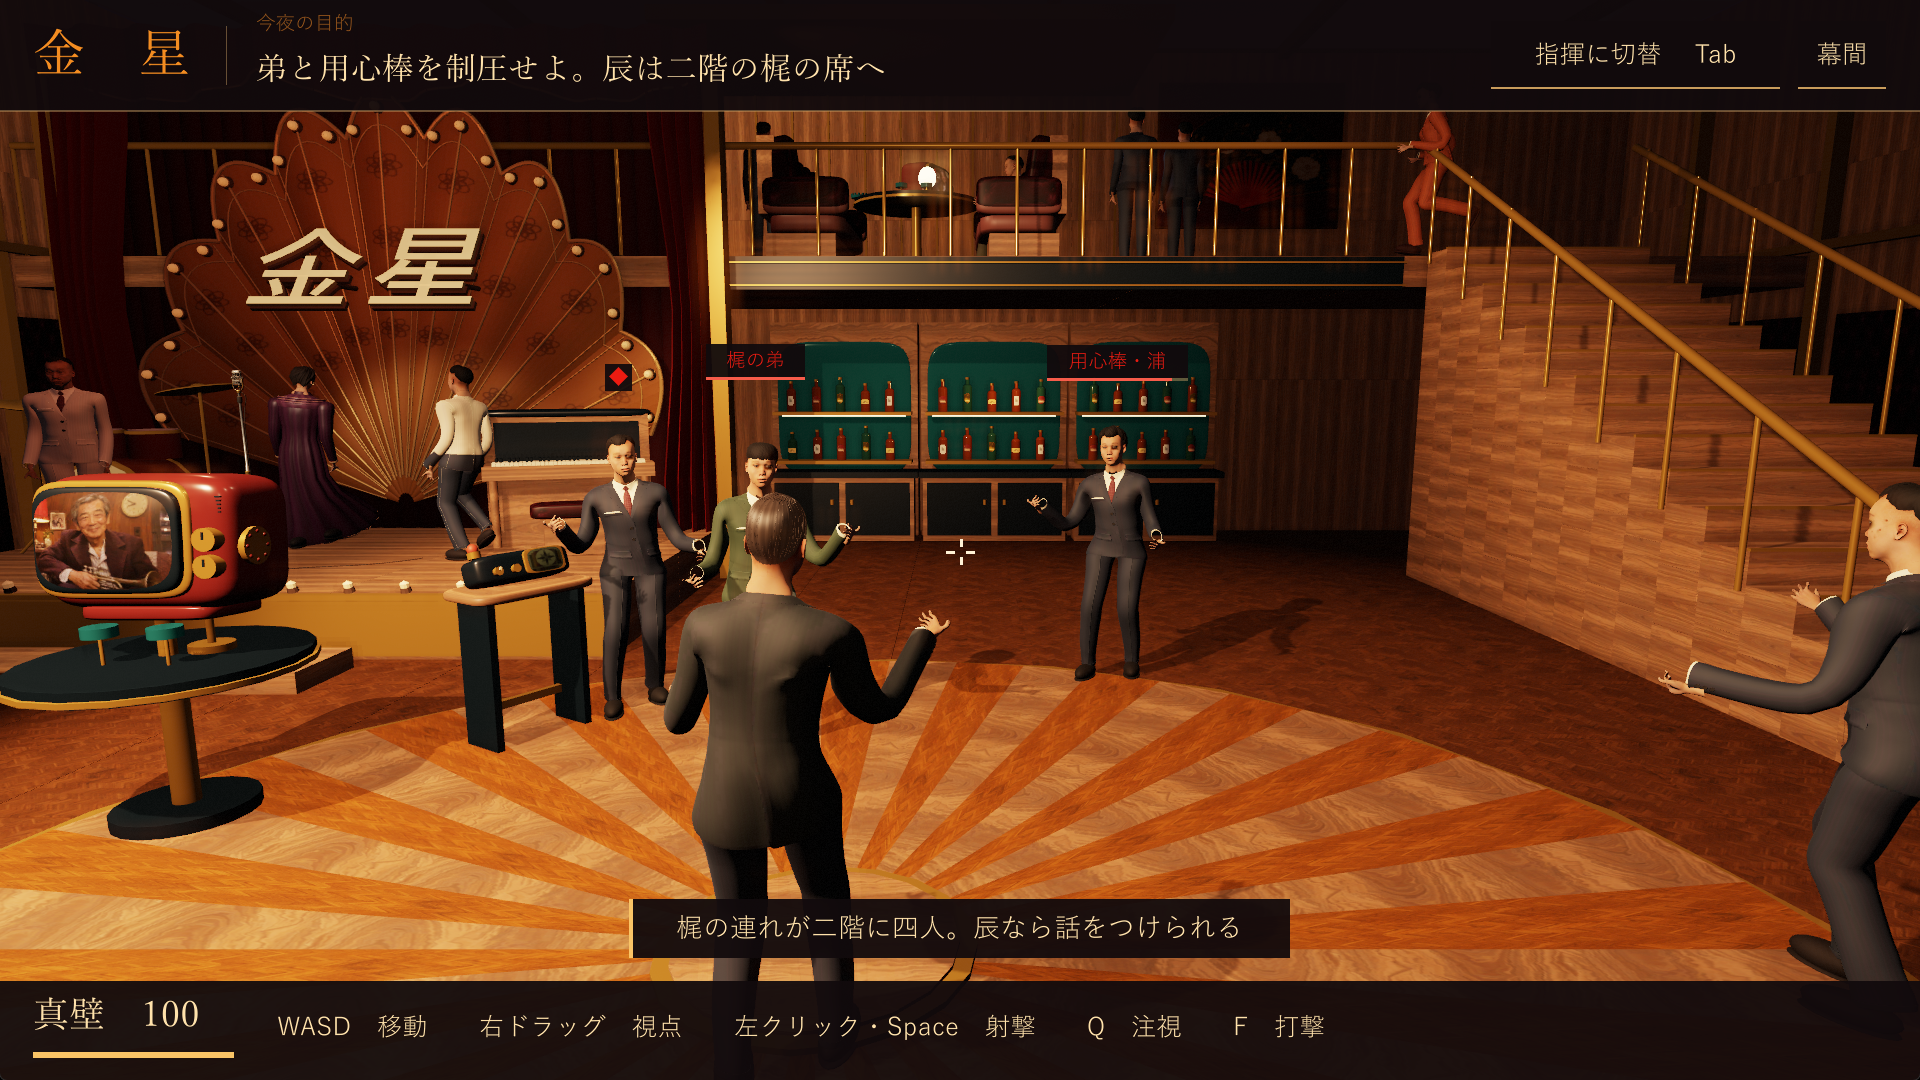 金 星
今夜の目的
弟と用心棒を制圧せよ。辰は二階の梶の席へ
指揮に切替 Tab
幕間
金星
梶の弟
用心棒・浦
梶の連れが二階に四人。辰なら話をつけられる
真壁 100
WASD 移動 右ドラッグ 視点 左クリック・Space 射撃 Q 注視 F 打撃